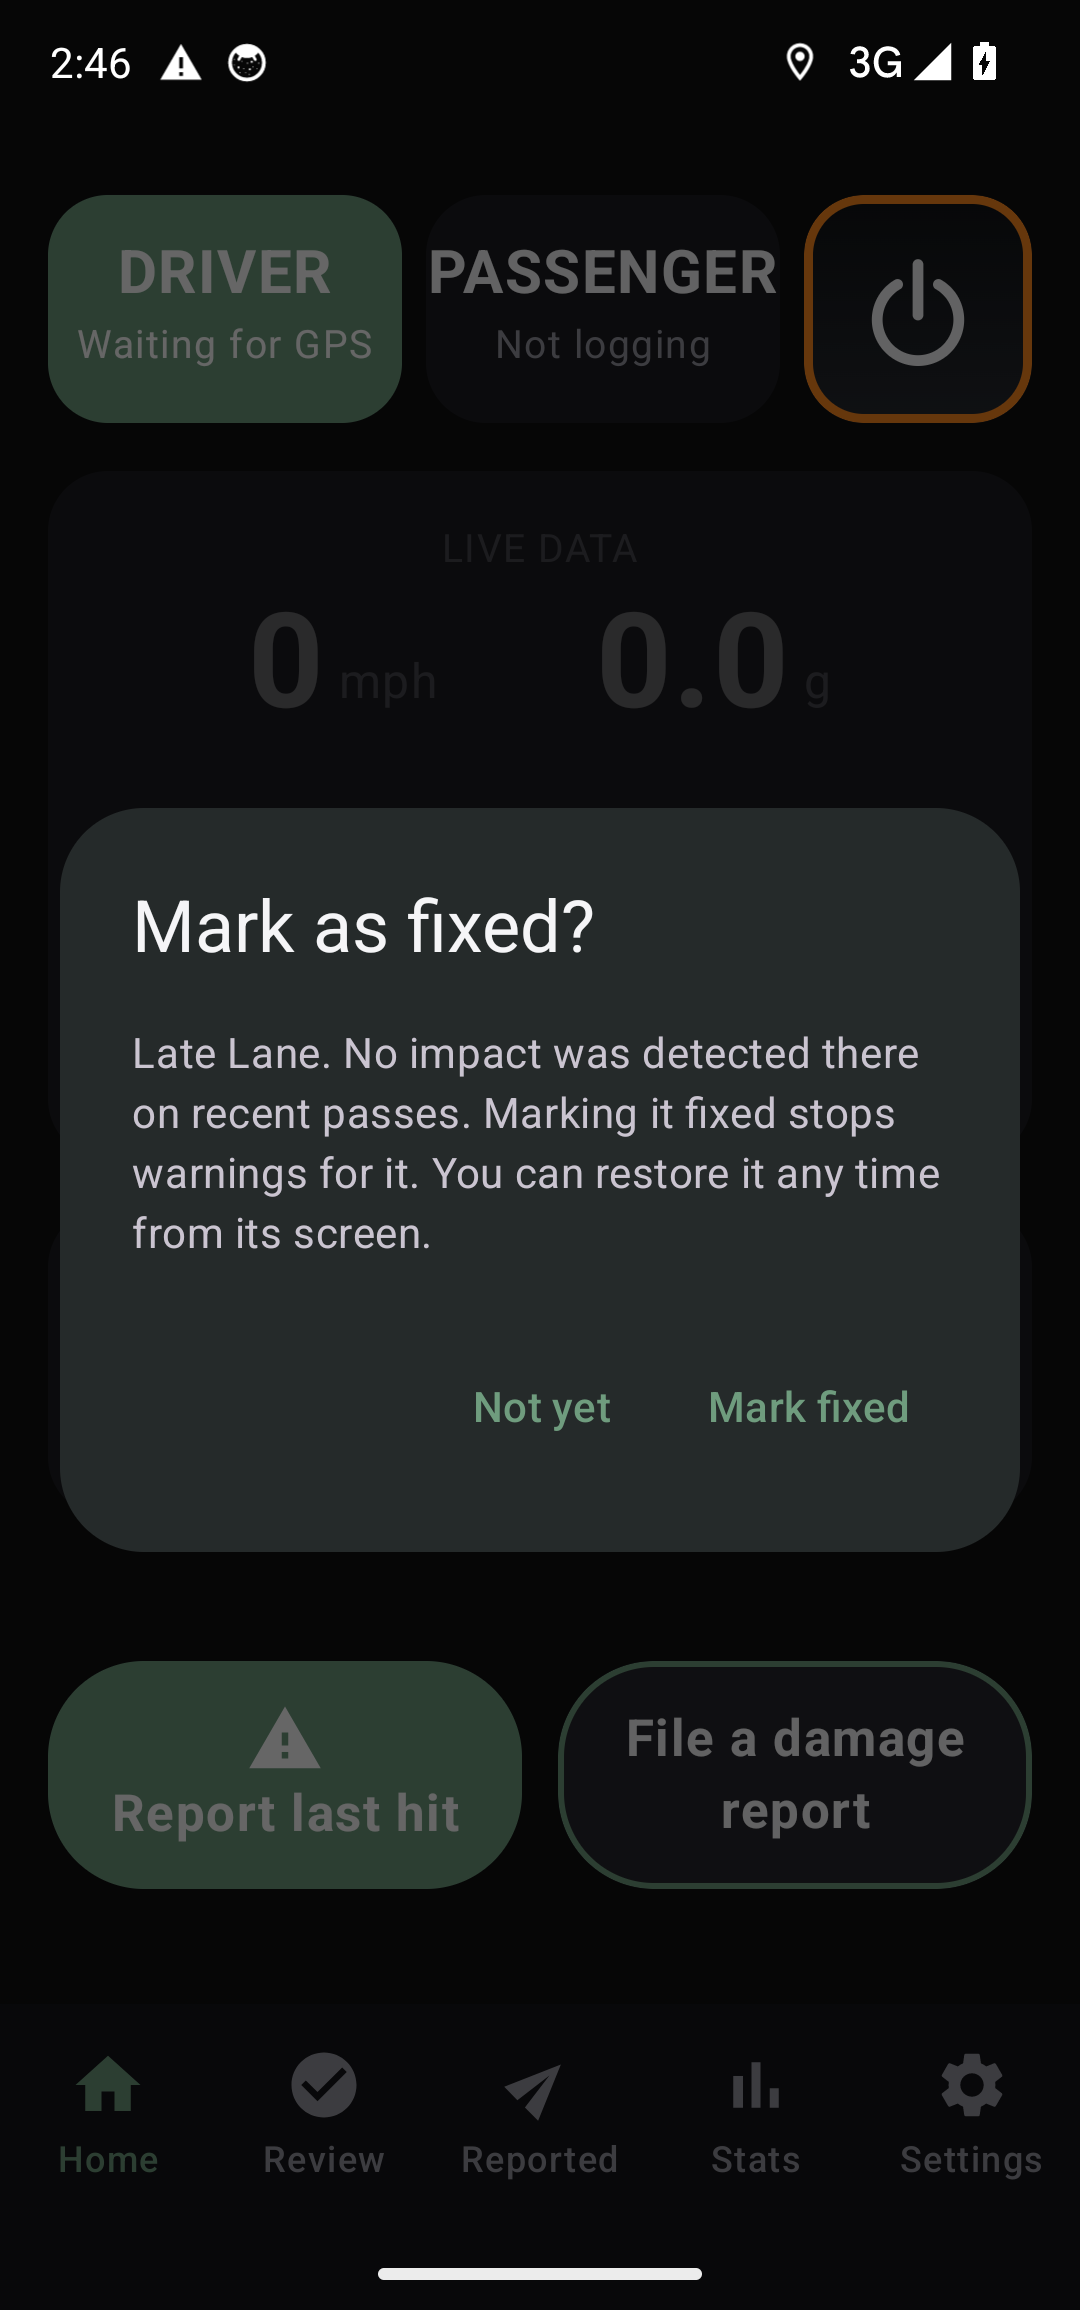 2:46
3G
DRIVER
Waiting for GPS
PASSENGER
Not logging
LIVE DATA
0 mph
0.0 g
Mark as fixed?
Late Lane. No impact was detected there
on recent passes. Marking it fixed stops
warnings for it. You can restore it any time
from its screen.
Not yet
Mark fixed
Report last hit
File a damage
report
Home
Review
Reported
Stats
Settings